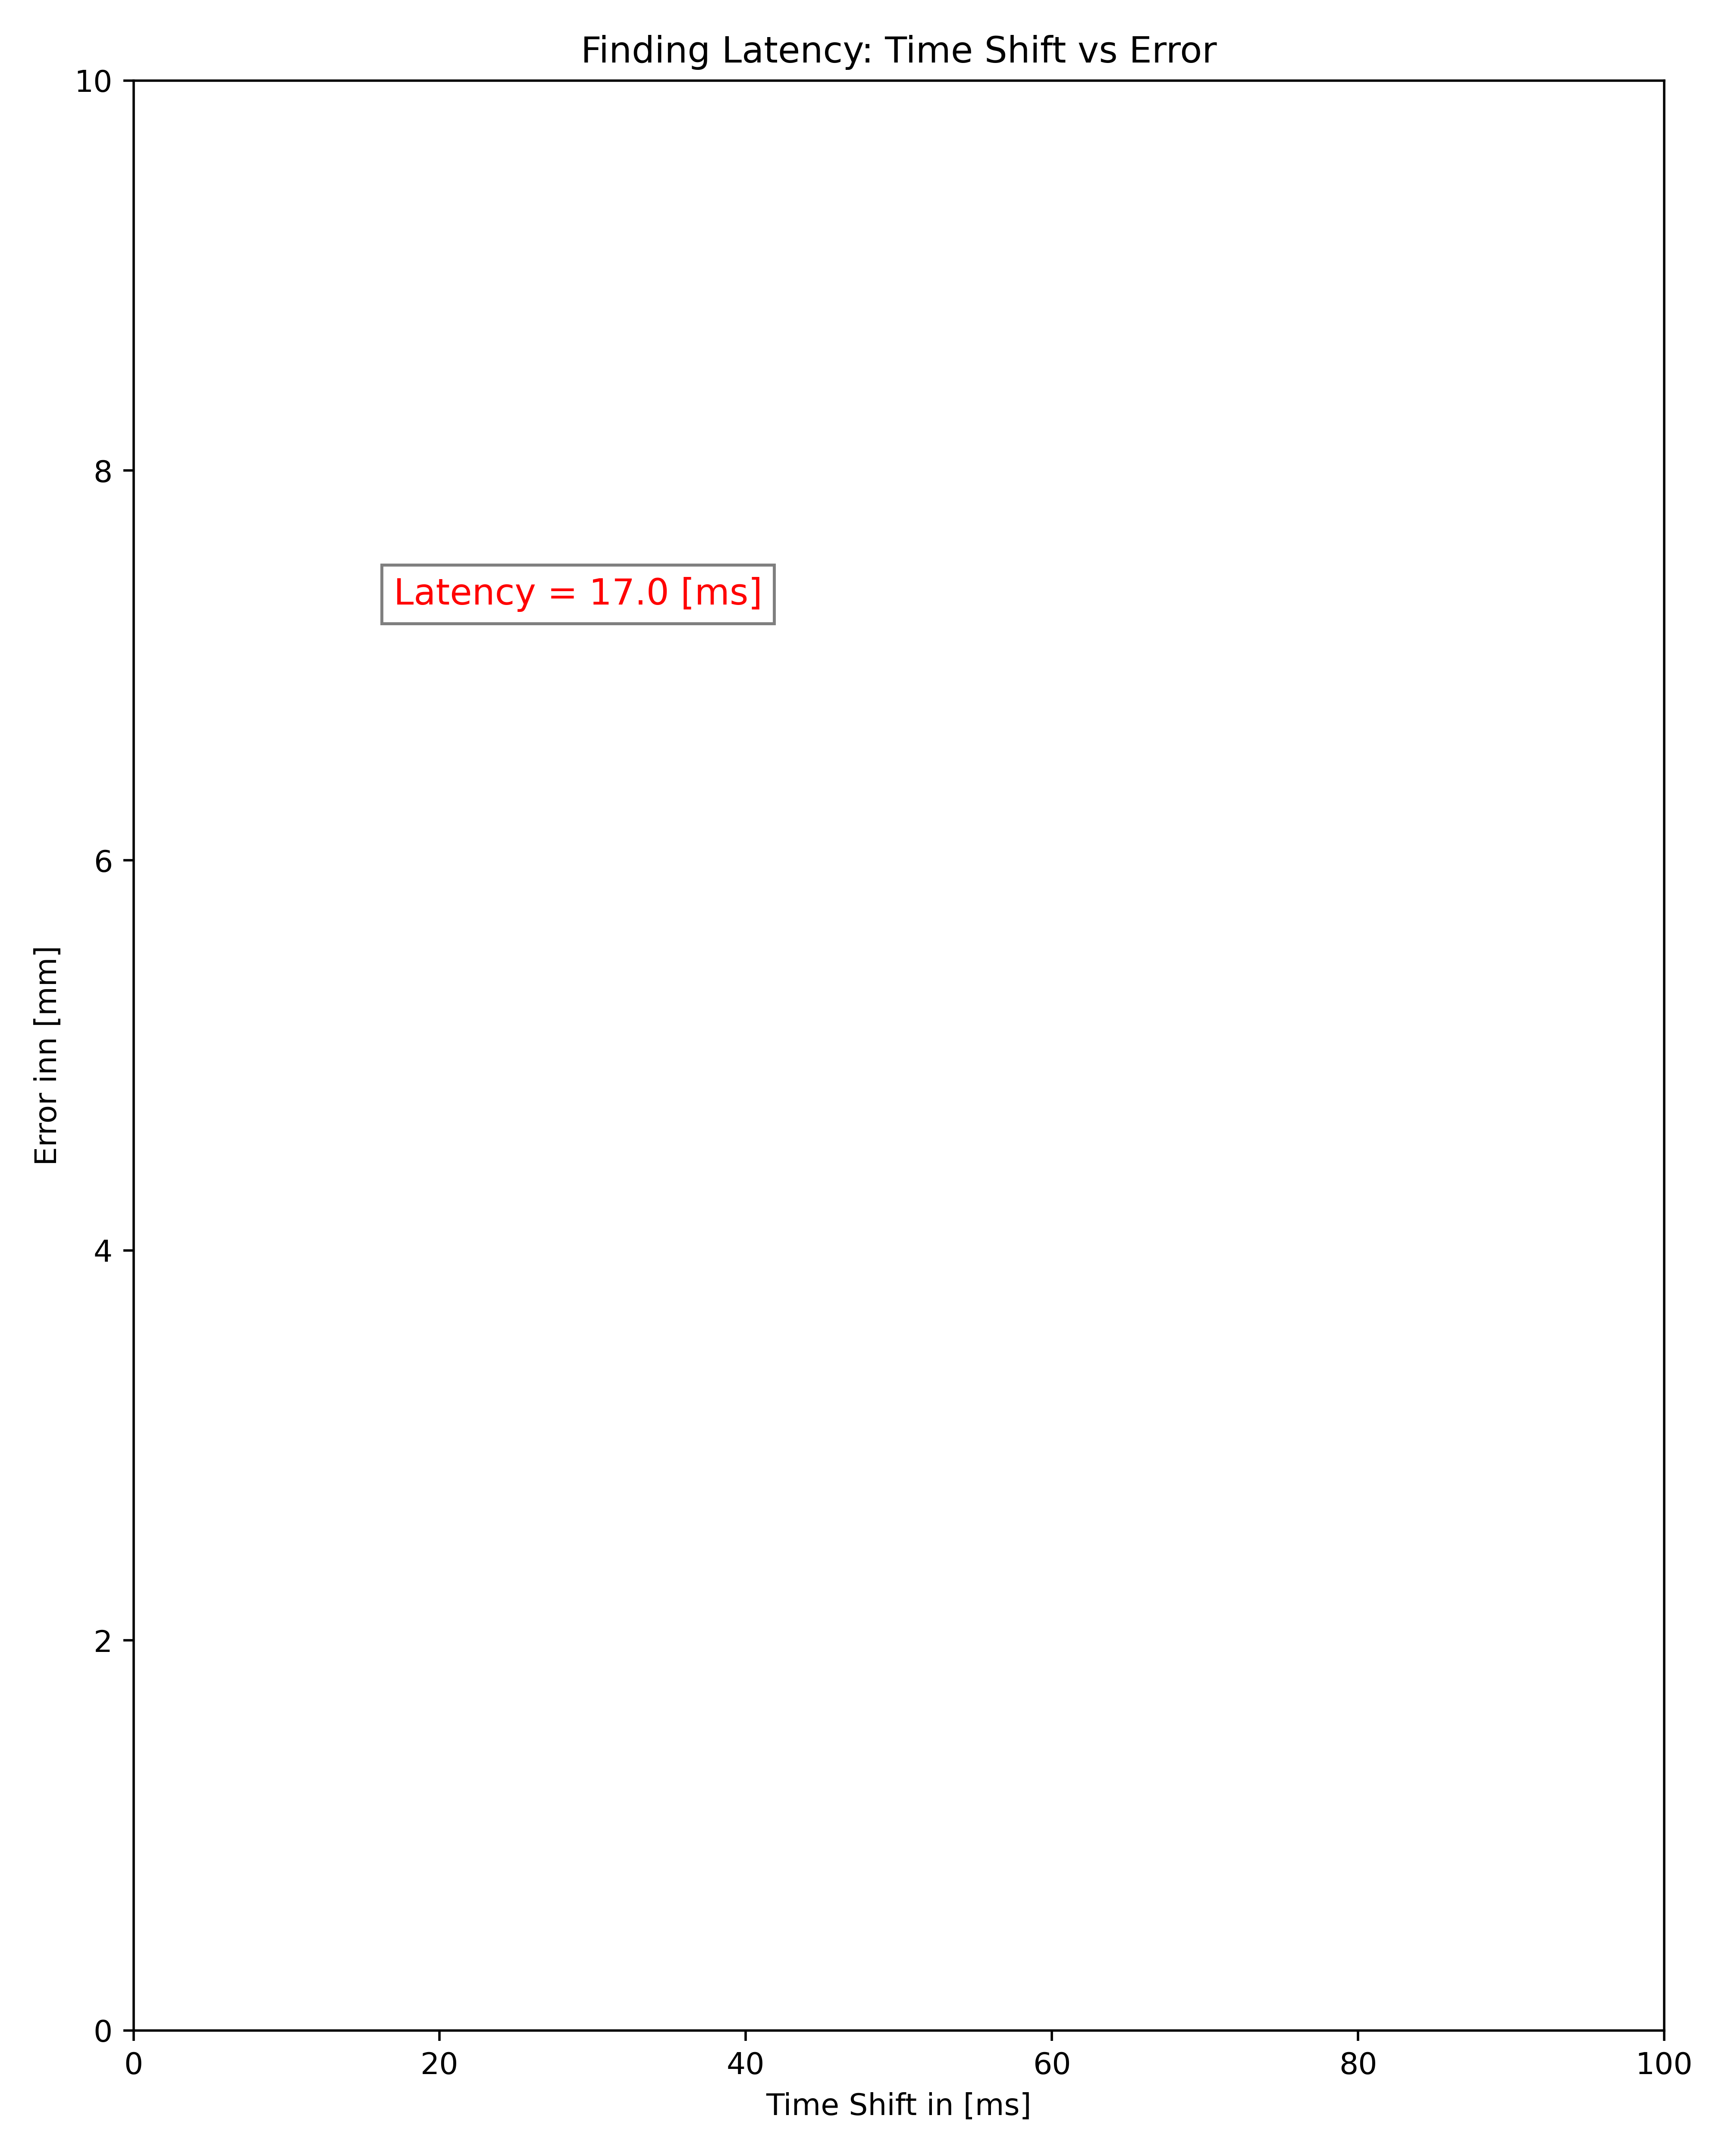 Finding Latency: Time Shift vs Error
10
8
Latency = 17.0 [ms]
6
Error inn [mm]
4
2
0
0 20 40 60 80 100
Time Shift in [ms]